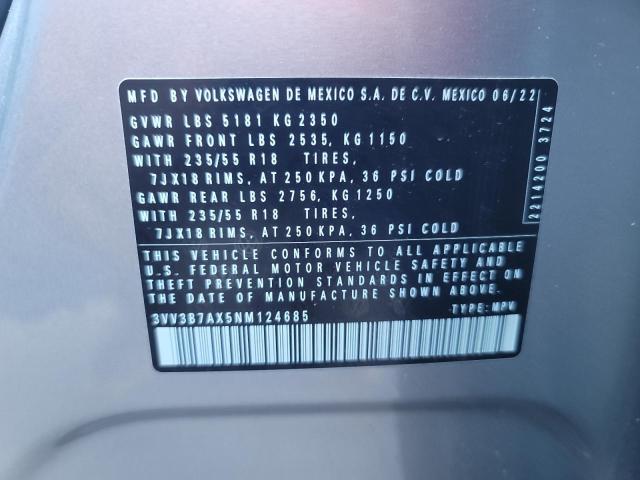 MFD BY VOLKSWAGEN DE MEXICO S.A. DE C.V. MEXICO 06/22
GVWR LBS 5181 KG 2350
GAWR FRONT LBS 2535, KG 1150
WITH 235/55 R18 TIRES,
7JX18 RIMS, AT 250 KPA, 36 PSI COLD
GAWR REAR LBS 2756, KG 1250
WITH 235/55 R18 TIRES,
7JX18 RIMS, AT 250 KPA, 36 PSI COLD
THIS VEHICLE CONFORMS TO ALL APPLICABLE
U.S. FEDERAL MOTOR VEHICLE SAFETY AND
THEFT PREVENTION STANDARDS IN EFFECT ON
THE DATE OF MANUFACTURE SHOWN ABOVE.
3VV3B7AX5NM124685 TYPE: MPV
2214200 3724